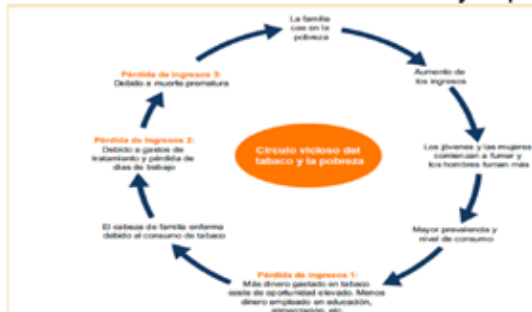 La familia
cae en la
pobreza
Aumento de
los ingresos
Los jóvenes y las mujeres
comienzan a fumar y
los hombres fuman más
Mayor prevalencia y
nivel de consumo
Pérdida de ingresos 1:
Más dinero gastado en tabaco
coste de oportunidad elevado. Menos
dinero empleado en educación,
alimentación, etc.
El cabeza de familia enferma
debido al consumo de tabaco
Pérdida de ingresos 2:
Debido a gastos de
tratamiento y pérdida de
días de trabajo
Pérdida de ingresos 3:
Debido a muerte prematura
Círculo vicioso del
tabaco y la pobreza